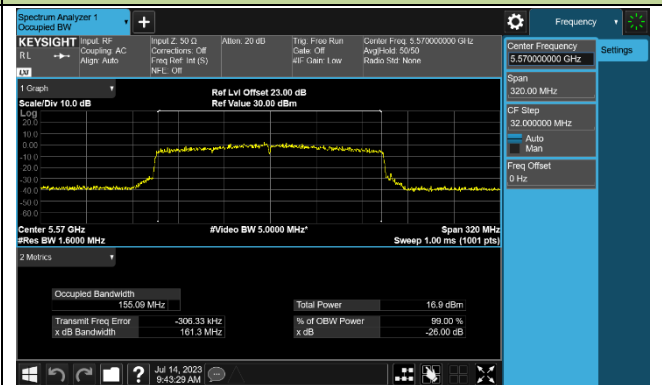 Spectrum Analyzer 1
Occupied BW
+
Frequency
KEYSIGHT
RL
LXI
Input: RF
Coupling: AC
Align: Auto
Input Z: 50 Ω
Corrections: Off
Freq Ref: Int (S)
NFE: Off
Atten: 20 dB
Trig: Free Run
Gate: Off
#IF Gain: Low
Center Freq: 5.570000000 GHz
Avg|Hold: 50/50
Radio Std: None
Center Frequency
5.570000000 GHz
Settings
Span
320.00 MHz
CF Step
32.000000 MHz
Auto
Man
Freq Offset
0 Hz
1 Graph
Scale/Div 10.0 dB
Ref Lvl Offset 23.00 dB
Ref Value 30.00 dBm
Log
20.0
10.0
0.00
-10.0
-20.0
-30.0
-40.0
-50.0
-60.0
Center 5.57 GHz
#Res BW 1.6000 MHz
#Video BW 5.0000 MHz*
Span 320 MHz
Sweep 1.00 ms (1001 pts)
2 Metrics
Occupied Bandwidth
155.09 MHz
Total Power 16.9 dBm
Transmit Freq Error -306.33 kHz
% of OBW Power 99.00 %
x dB Bandwidth 161.3 MHz
x dB -26.00 dB
?
Jul 14, 2023
9:43:29 AM